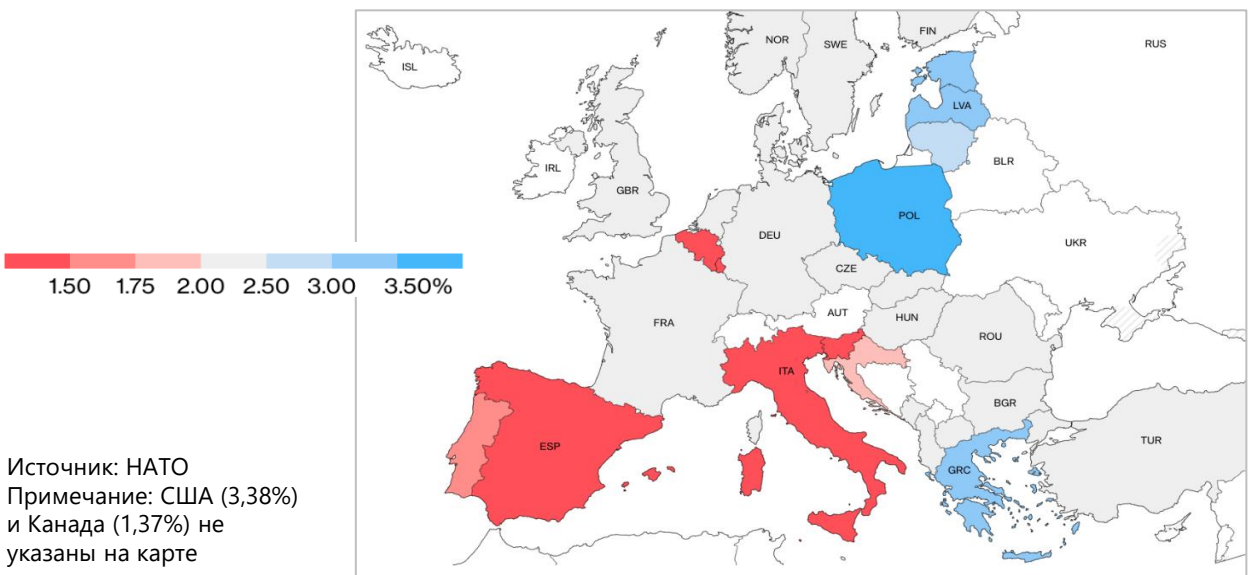 NOR
SWE
FIN
RUS
ISL
LVA
IRL
GBR
BLR
POL
DEU
UKR
1.50 1.75 2.00 2.50 3.00 3.50%
CZE
AUT
HUN
FRA
ROU
ITA
BGR
ESP
TUR
GRC
Источник: НАТО
Примечание: США (3,38%)
и Канада (1,37%) не
указаны на карте